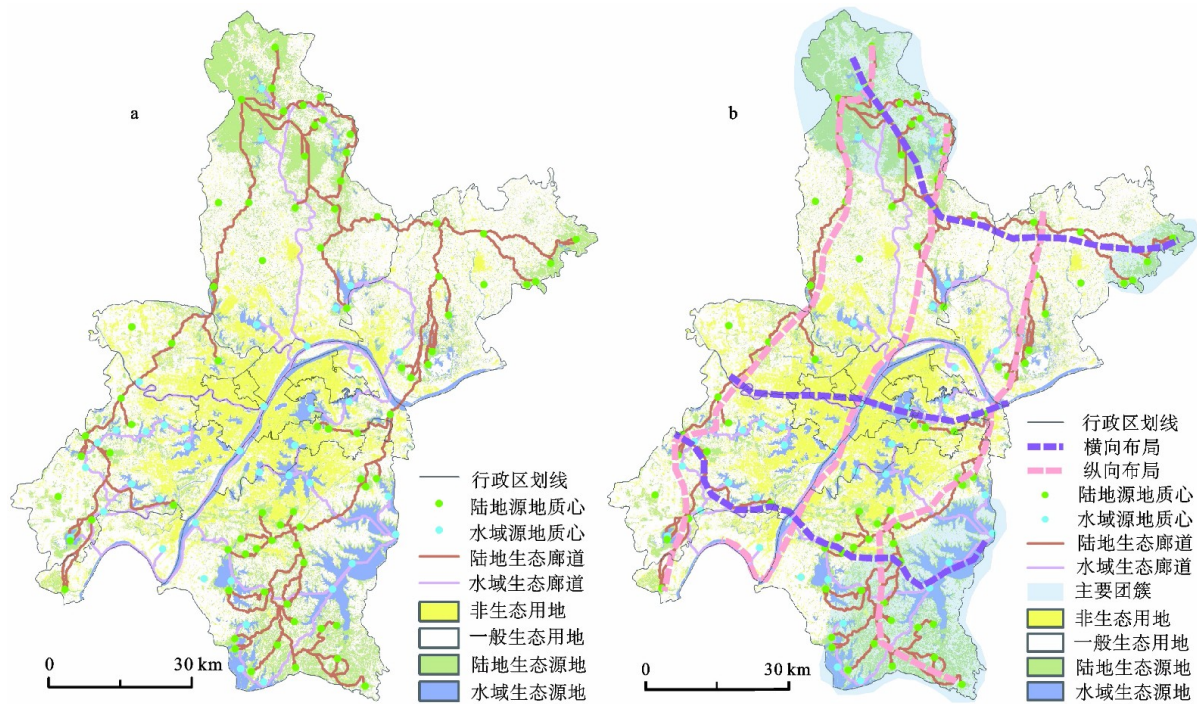 a
行政区划线
陆地源地质心
水域源地质心
陆地生态廊道
水域生态廊道
非生态用地
一般生态用地
陆地生态源地
水域生态源地
0 30 km
b
行政区划线
横向布局
纵向布局
陆地源地质心
水域源地质心
陆地生态廊道
水域生态廊道
主要团簇
非生态用地
一般生态用地
陆地生态源地
水域生态源地
0 30 km